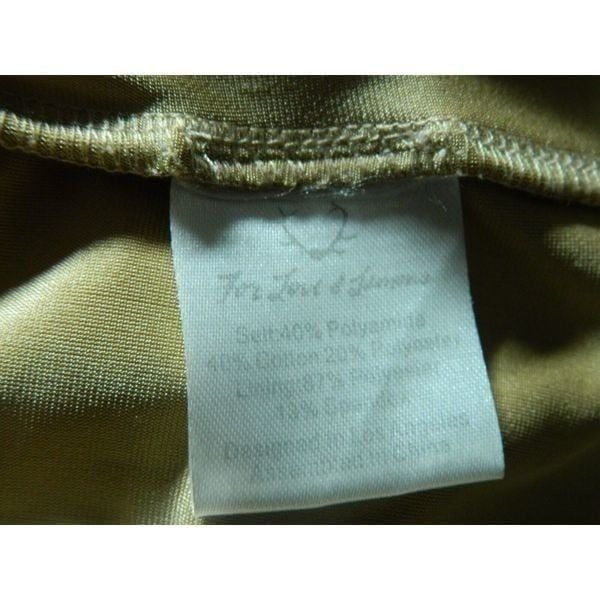 For Love & Lemons
Self:40% Polyamide
40% Cotton 20% Polyester
Lining: 87% Polyester
13% Spandex
Designed in Los Angeles
Assembled in China